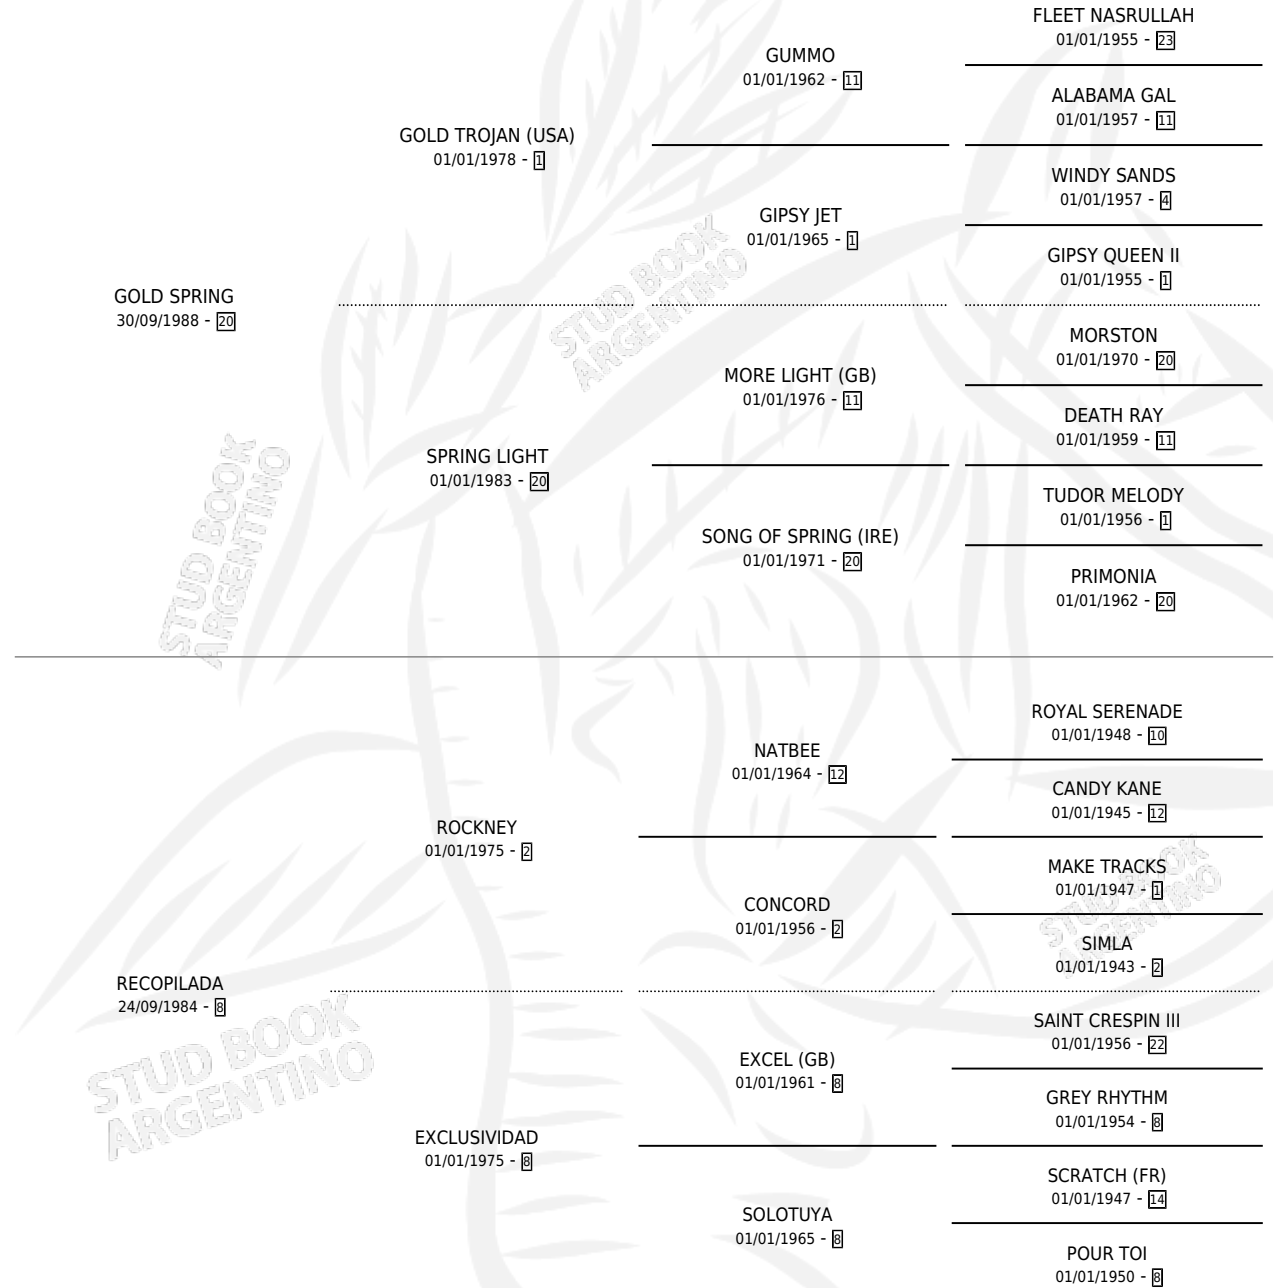 FLEET NASRULLAH
01/01/1955 - 23
GUMMO
01/01/1962 - 11
ALABAMA GAL
01/01/1957 - 11
GOLD TROJAN (USA)
01/01/1978 - 1
WINDY SANDS
01/01/1957 - 4
GIPSY JET
01/01/1965 - 1
GIPSY QUEEN II
01/01/1955 - 1
GOLD SPRING
30/09/1988 - 20
STUD BOOK
ARGENTINO
MORSTON
01/01/1970 - 20
MORE LIGHT (GB)
01/01/1976 - 11
DEATH RAY
01/01/1959 - 11
SPRING LIGHT
01/01/1983 - 20
TUDOR MELODY
01/01/1956 - 1
SONG OF SPRING (IRE)
01/01/1971 - 20
PRIMONIA
01/01/1962 - 20
STUD BOOK
ARGENTINO
ROYAL SERENADE
01/01/1948 - 10
NATBEE
01/01/1964 - 12
CANDY KANE
01/01/1945 - 12
ROCKNEY
01/01/1975 - 2
MAKE TRACKS
01/01/1947 - 1
CONCORD
01/01/1956 - 2
SIMLA
01/01/1943 - 2
STUD BOOK
ARGENTINO
RECOPILADA
24/09/1984 - 8
SAINT CRESPIN III
01/01/1956 - 22
EXCEL (GB)
01/01/1961 - 8
GREY RHYTHM
01/01/1954 - 8
STUD BOOK
ARGENTINO
EXCLUSIVIDAD
01/01/1975 - 8
SCRATCH (FR)
01/01/1947 - 14
SOLOTUYA
01/01/1965 - 8
POUR TOI
01/01/1950 - 8